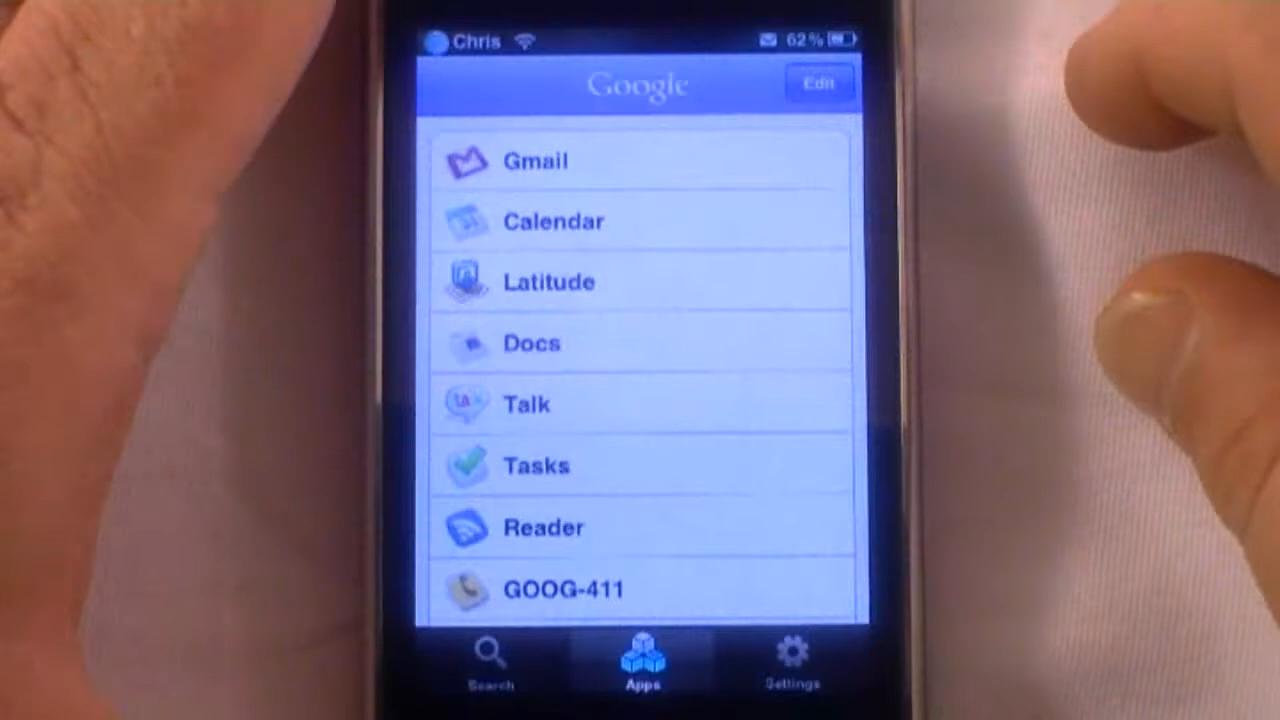 Chris 62%
Google Edit
Gmail
Calendar
Latitude
Docs
Talk
Tasks
Reader
GOOG-411
Search Apps Settings